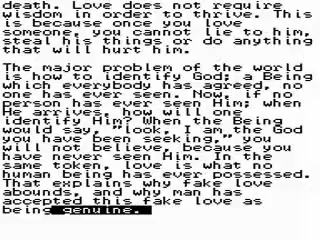 death. Love does not require
wisdom in order to thrive. This
is because once you love
someone, you cannot lie to him,
steal his things or do anything
that will hurt him.
The major problem of the world
is how to identify God; a Being
which everybody has agreed, no
one has ever seen. Now, if no
person has ever seen Him; when
He arrives, how will one
identify Him? When the Being
would say, "look, I am the God
you have been seeking," you
will not believe, because you
have never seen Him. In the
same token, love is what no
human being has ever possessed.
That explains why fake love
abounds, and why man has
accepted this fake love as
being genuine.